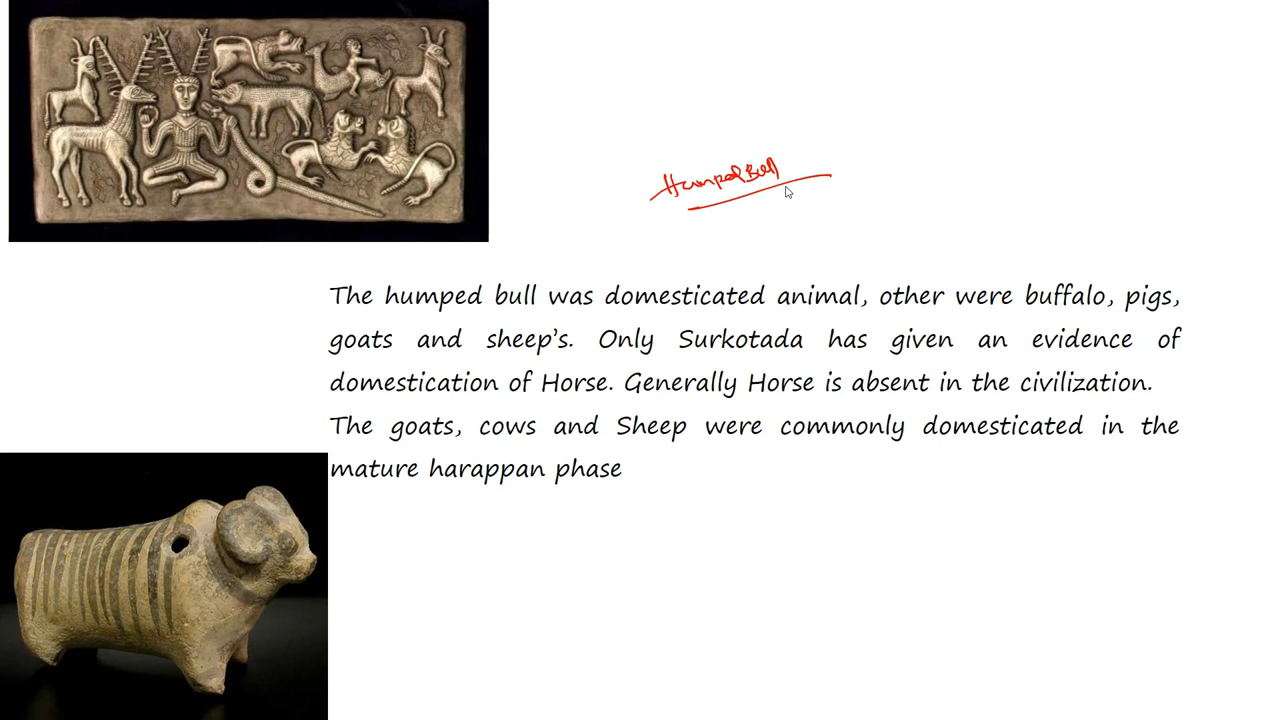 Humped Bull
The humped bull was domesticated animal, other were buffalo, pigs,
goats and sheep’s. Only Surkotada has given an evidence of
domestication of Horse. Generally Horse is absent in the civilization.
The goats, cows and Sheep were commonly domesticated in the
mature harappan phase